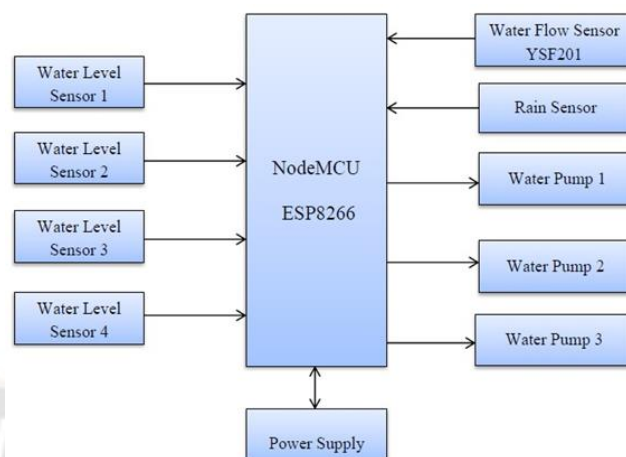 Water Level
Sensor 1
Water Level
Sensor 2
Water Level
Sensor 3
Water Level
Sensor 4
NodeMCU
ESP8266
Water Flow Sensor
YSF201
Rain Sensor
Water Pump 1
Water Pump 2
Water Pump 3
Power Supply